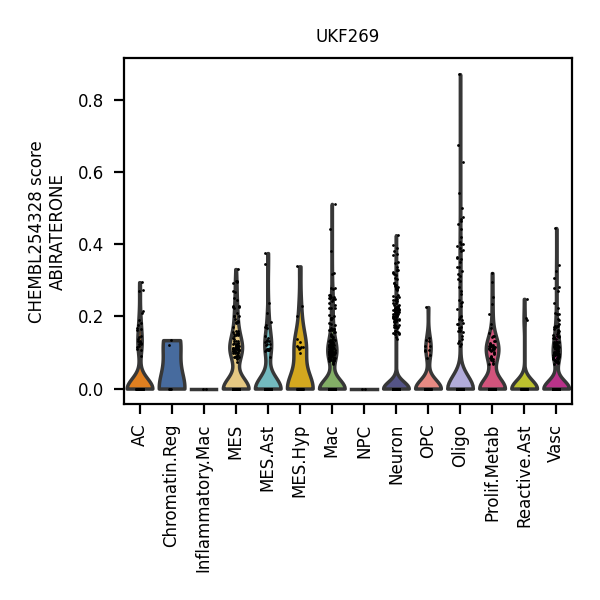 UKF269
CHEMBL254328 score
ABIRATERONE
0.8
0.6
0.4
0.2
0.0
AC
Chromatin.Reg
Inflammatory.Mac
MES
MES.Ast
MES.Hyp
Mac
NPC
Neuron
OPC
Oligo
Prolif.Metab
Reactive.Ast
Vasc